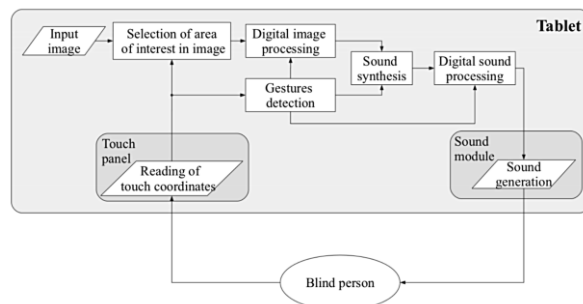 Tablet
Input
image
Selection of area
of interest in image
Digital image
processing
Sound
synthesis
Digital sound
processing
Gestures
detection
Touch
panel
Reading of
touch coordinates
Sound
module
Sound
generation
Blind person